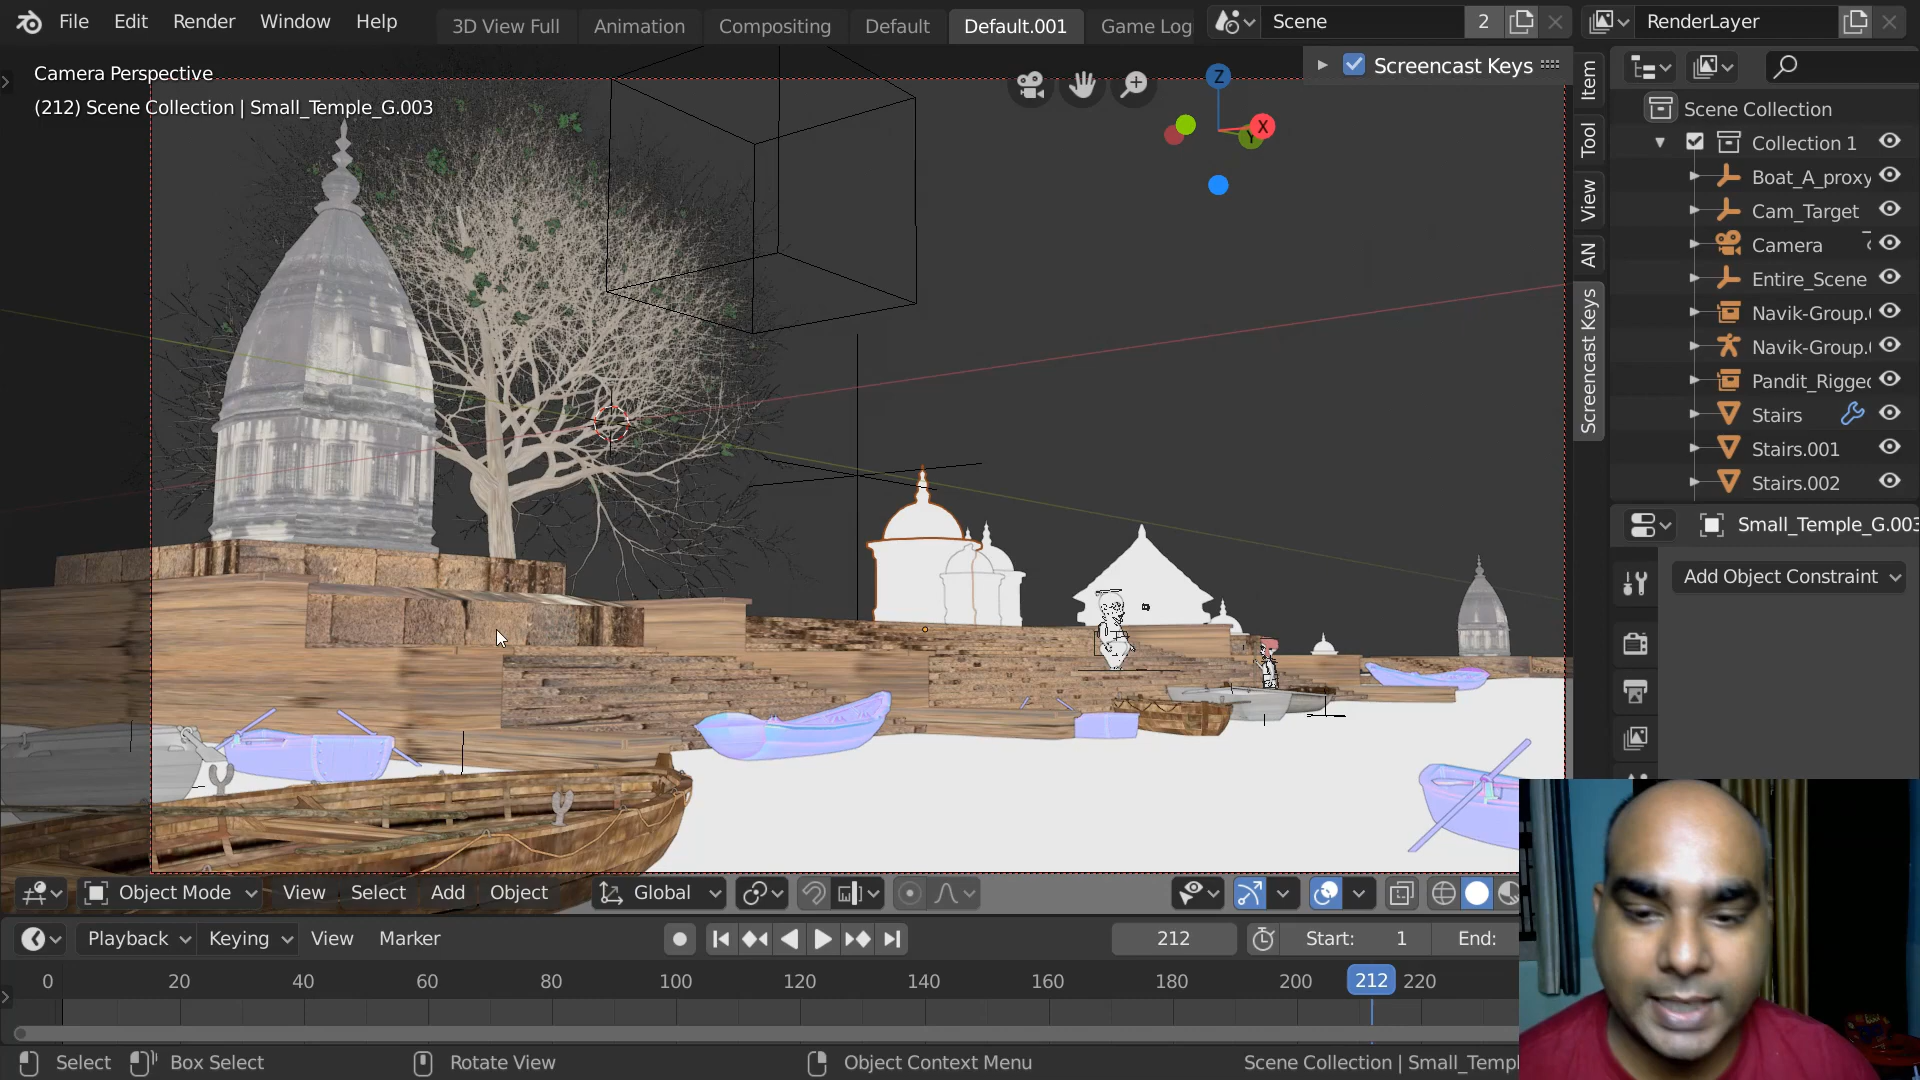 File Edit Render Window Help
3D View Full Animation Compositing Default Default.001 Game Log
Scene 2 RenderLayer
Camera Perspective
(212) Scene Collection | Small_Temple_G.003
Screencast Keys
Z
X
Y
Item
Tool
View
AN
Screencast Keys
Scene Collection
Collection 1
Boat_A_proxy
Cam_Target
Camera
Entire_Scene
Navik-Group.
Navik-Group.
Pandit_Rigged
Stairs
Stairs.001
Stairs.002
Small_Temple_G.003
Add Object Constraint
Object Mode View Select Add Object Global
Playback Keying View Marker 212 Start: 1 End:
0 20 40 60 80 100 120 140 160 180 200 212 220
Select Box Select Rotate View Object Context Menu Scene Collection | Small_Templ